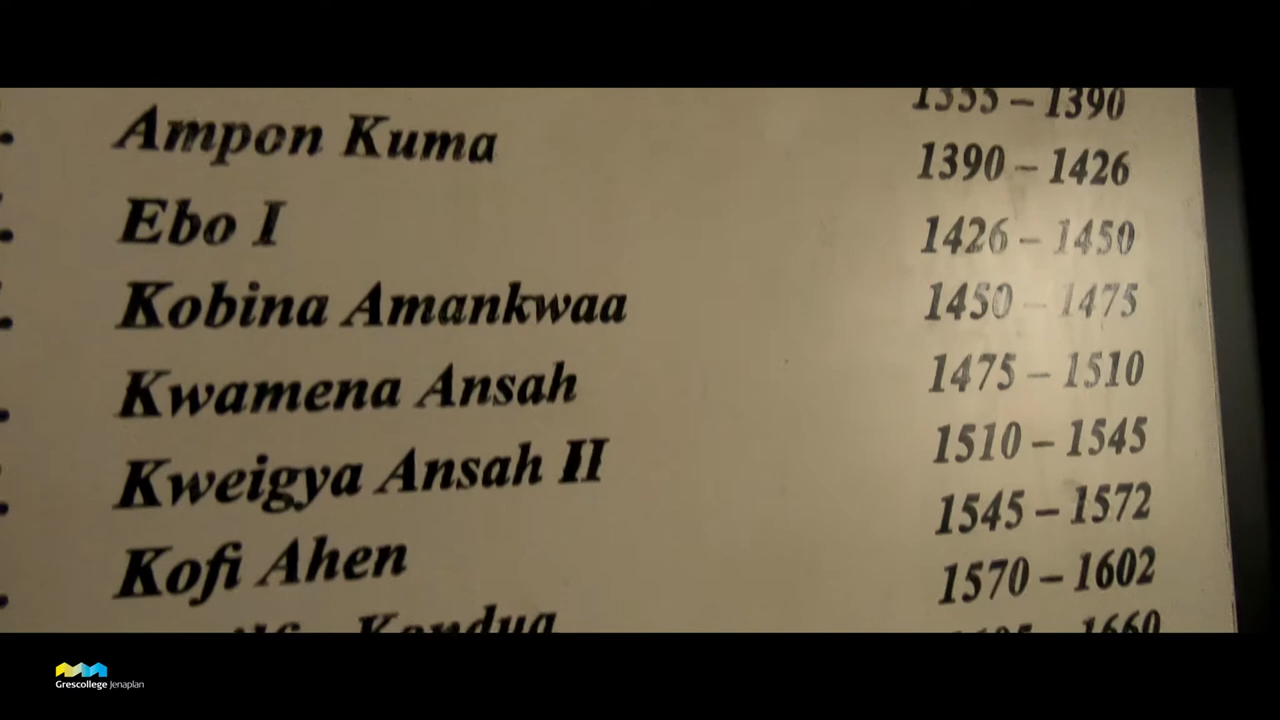 1355 – 1390
Ampon Kuma 1390 – 1426
Ebo I 1426 – 1450
Kobina Amankwaa 1450 – 1475
Kwamena Ansah 1475 – 1510
Kweigya Ansah II 1510 – 1545
Kofi Ahen 1545 – 1572
1570 – 1602
1660
Grescollege Jenaplan